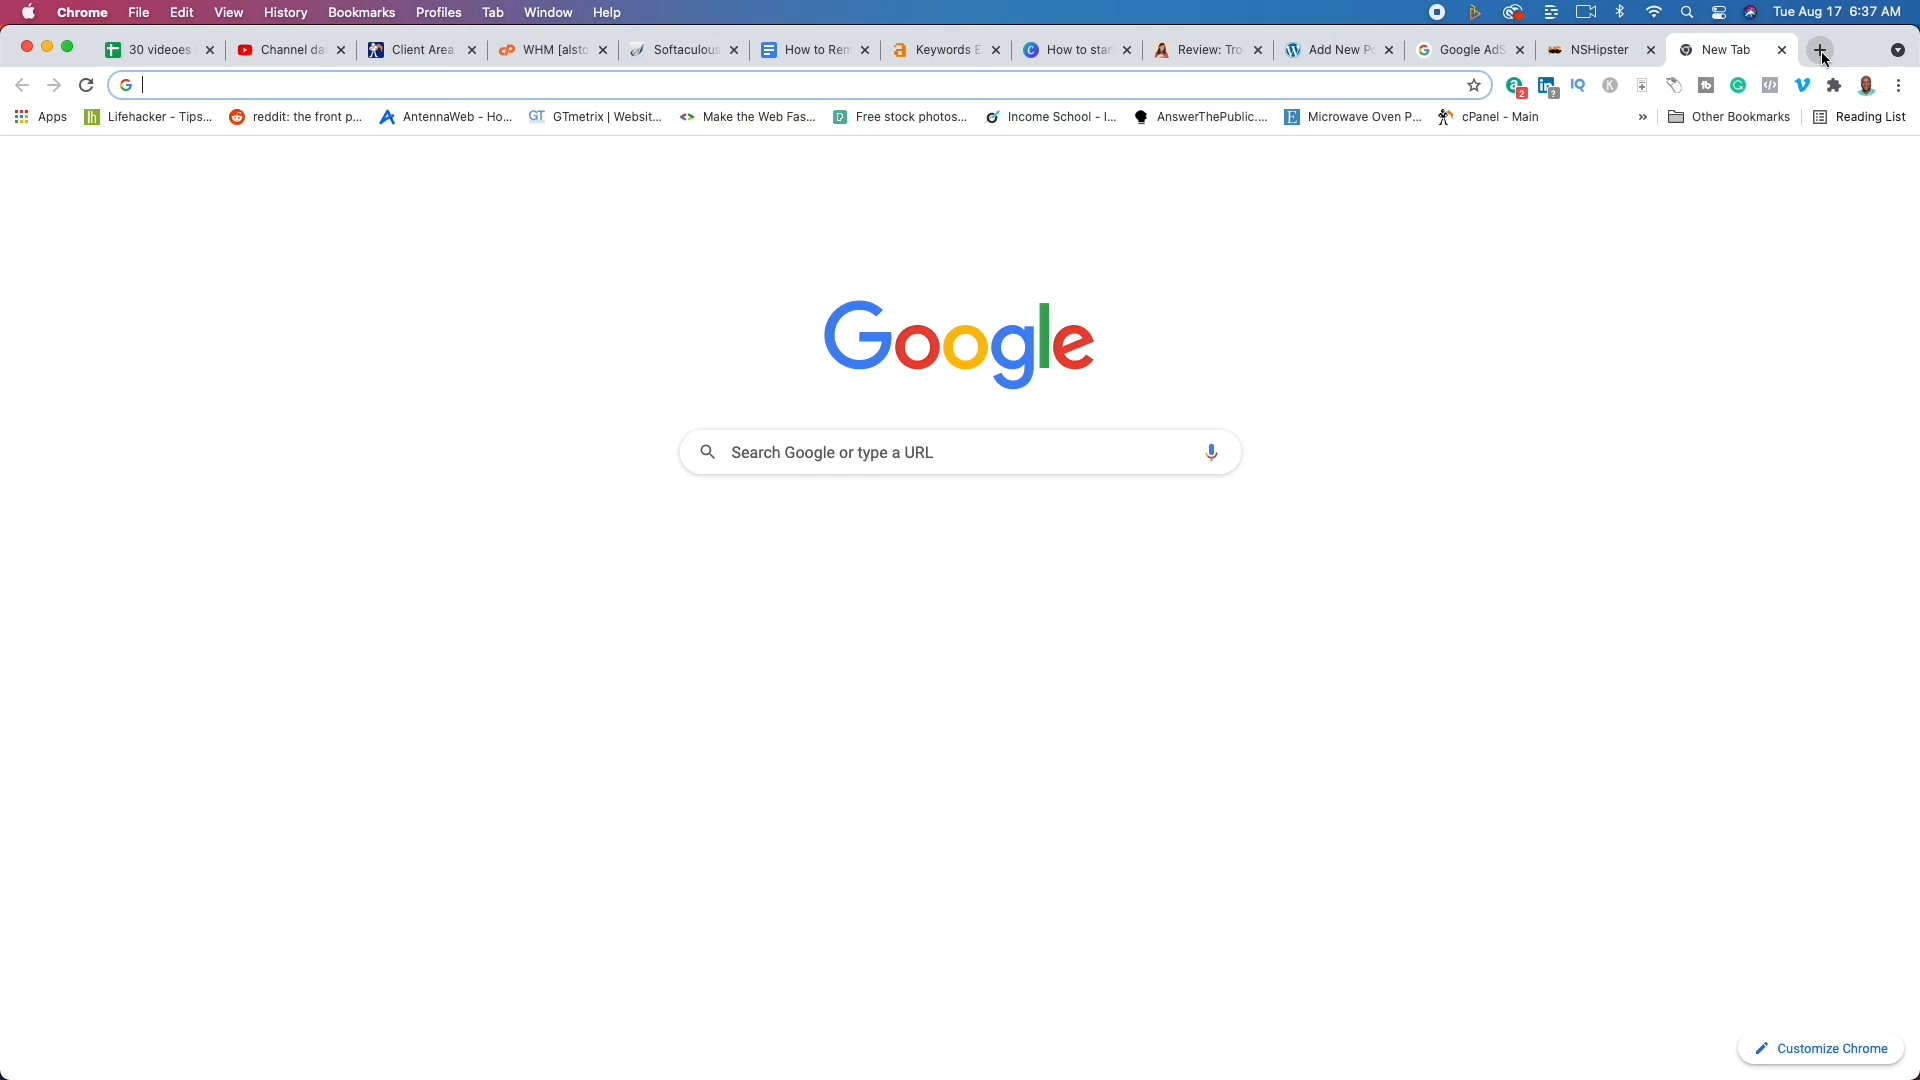 Chrome File Edit View History Bookmarks Profiles Tab Window Help Tue Aug 17 6:37 AM
30 videoes Channel da Client Area WHM [alsto Softaculous How to Rem Keywords E How to star Review: Tro Add New Po Google AdS NSHipster New Tab
2 ?
Apps Lifehacker - Tips... reddit: the front p... AntennaWeb - Ho... GTmetrix | Websit... Make the Web Fas... Free stock photos... Income School - I... AnswerThePublic.... Microwave Oven P... cPanel - Main » Other Bookmarks Reading List
Google
Search Google or type a URL
Customize Chrome